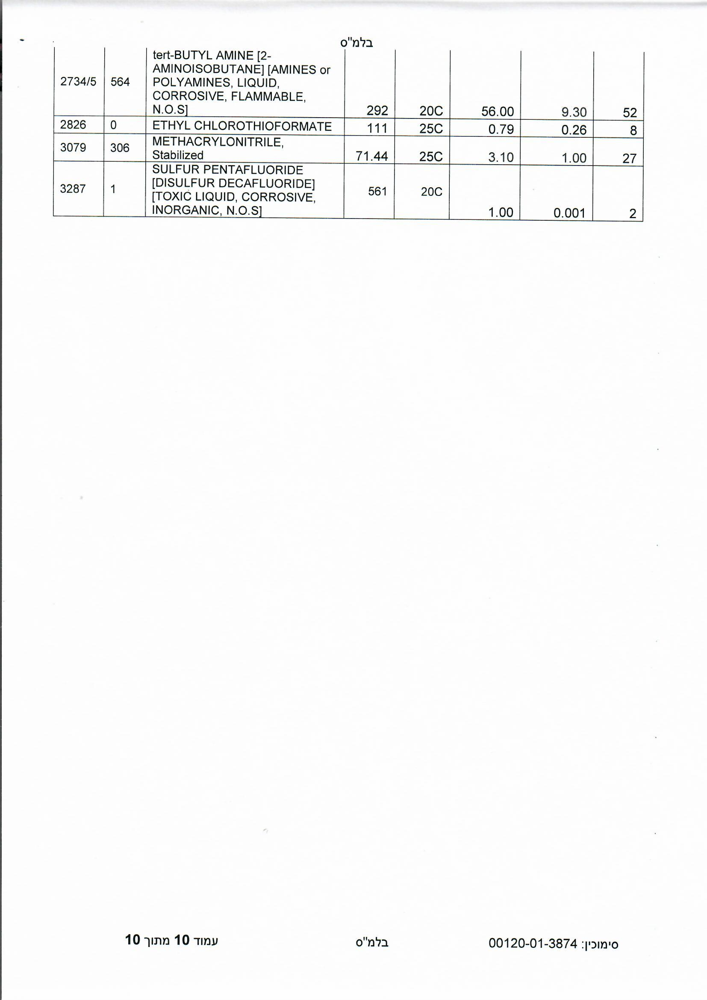 בלמ"ס
2734/5 564 tert-BUTYL AMINE [2-
AMINOISOBUTANE] [AMINES or
POLYAMINES, LIQUID,
CORROSIVE, FLAMMABLE,
N.O.S] 292 20C 56.00 9.30 52
2826 0 ETHYL CHLOROTHIOFORMATE 111 25C 0.79 0.26 8
3079 306 METHACRYLONITRILE,
Stabilized 71.44 25C 3.10 1.00 27
3287 1 SULFUR PENTAFLUORIDE
[DISULFUR DECAFLUORIDE]
[TOXIC LIQUID, CORROSIVE,
INORGANIC, N.O.S] 561 20C 1.00 0.001 2
סימוכין: 00120-01-3874 בלמ"ס עמוד 10 מתוך 10